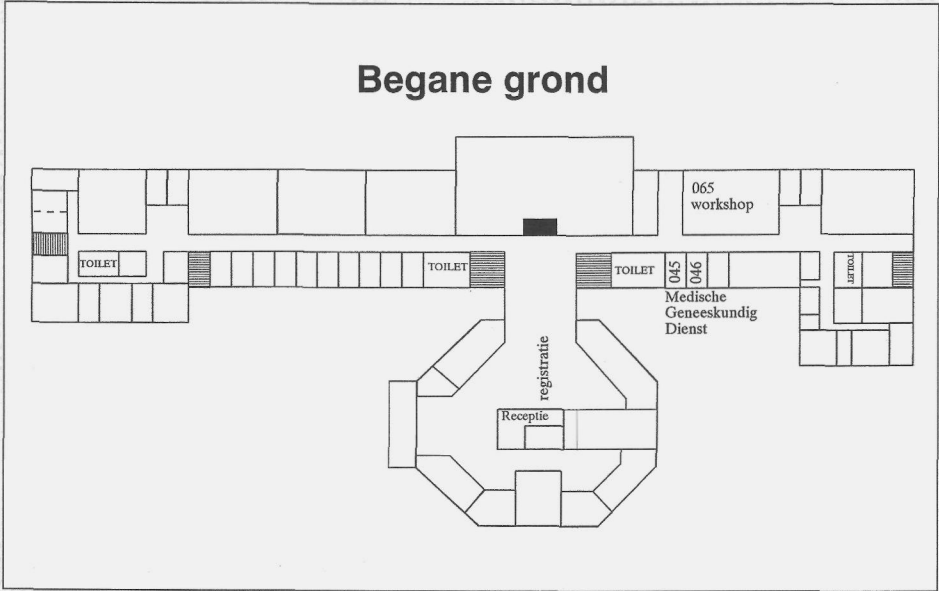 Begane grond
065
workshop
TOILET
TOILET
TOILET
045
046
TOILET
Medische
Geneeskundig
Dienst
registratie
Receptie